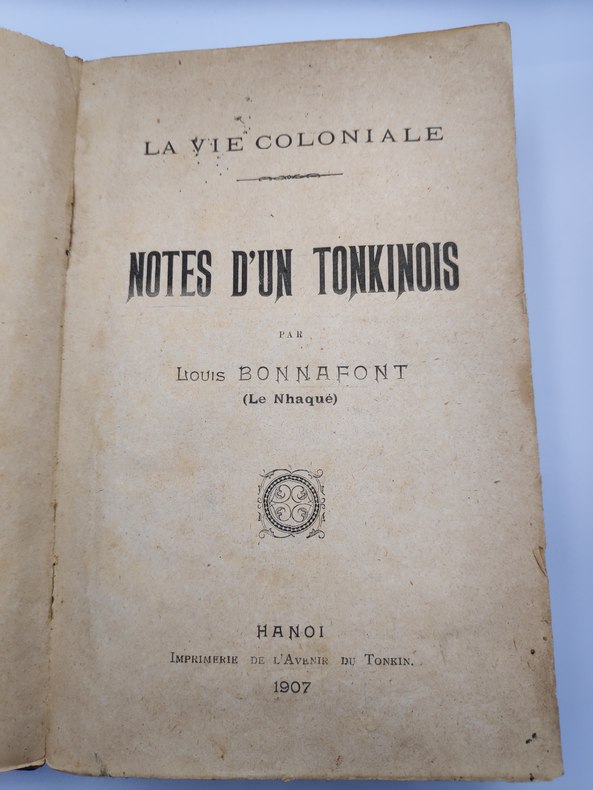 LA VIE COLONIALE
NOTES D'UN TONKINOIS
PAR
Louis BONNAFONT
(Le Nhaqué)
HANOI
Imprimerie de l'Avenir du Tonkin.
1907